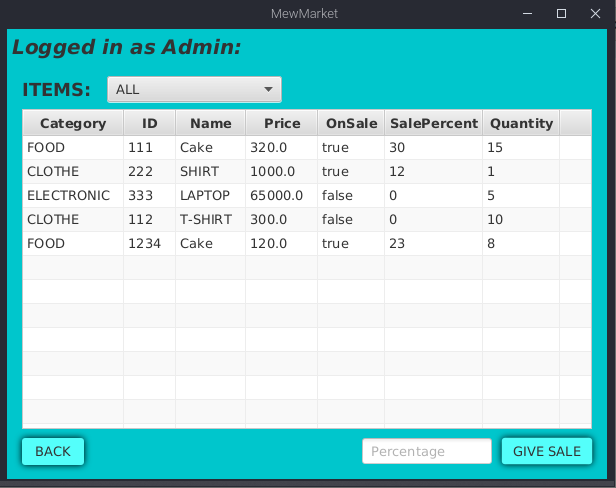 MewMarket
Logged in as Admin:
ITEMS: ALL
Category ID Name Price OnSale SalePercent Quantity
FOOD 111 Cake 320.0 true 30 15
CLOTHE 222 SHIRT 1000.0 true 12 1
ELECTRONIC 333 LAPTOP 65000.0 false 0 5
CLOTHE 112 T-SHIRT 300.0 false 0 10
FOOD 1234 Cake 120.0 true 23 8
BACK Percentage GIVE SALE